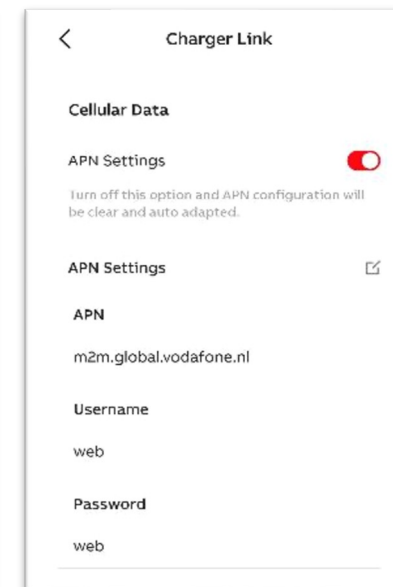 Charger Link
Cellular Data
APN Settings
Turn off this option and APN configuration will
be clear and auto adapted.
APN Settings
APN
m2m.global.vodafone.nl
Username
web
Password
web